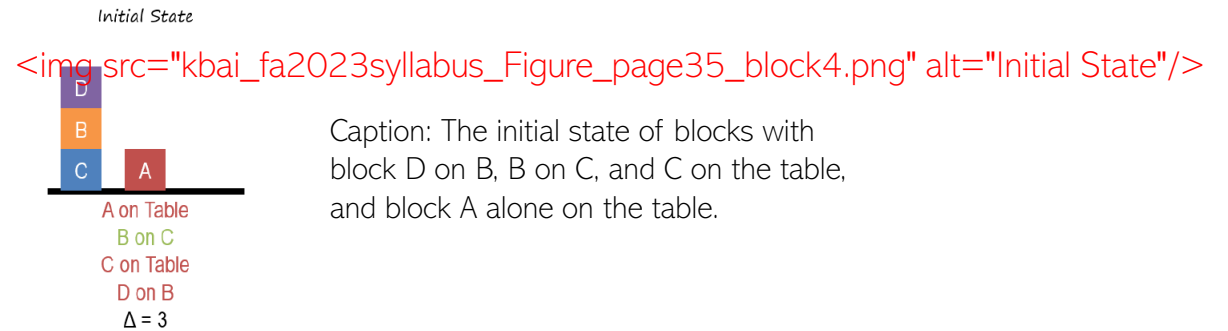 Initial State
<img src="kbai_fa2023syllabus_Figure_page35_block4.png" alt="Initial State"/>
D
B
C A
Caption: The initial state of blocks with
block D on B, B on C, and C on the table,
and block A alone on the table.
A on Table
B on C
C on Table
D on B
Δ = 3